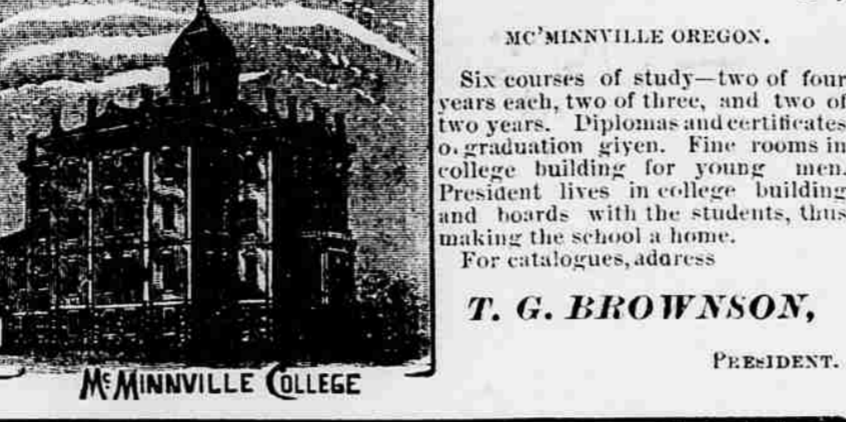 MC'MINNVILLE OREGON.
Six courses of study—two of four
years each, two of three, and two of
two years. Diplomas and certificates
o. graduation given. Fine rooms in
college building for young men.
President lives in college building
and boards with the students, thus
making the school a home.
For catalogues, address
T. G. BROWNSON,
PRESIDENT.
McMINNVILLE COLLEGE